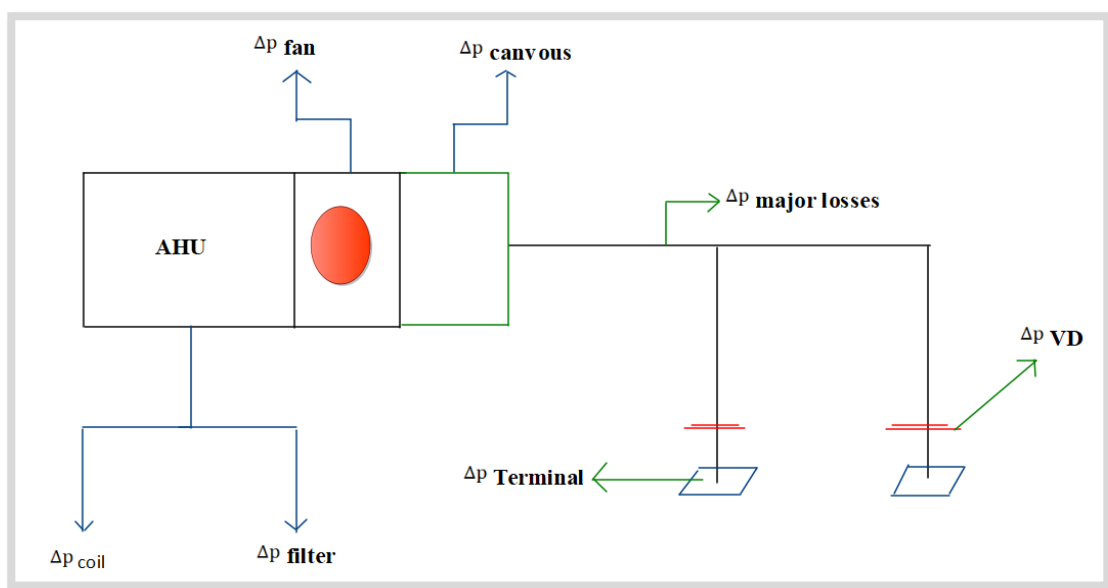 Δp fan
Δp canvous
Δp major losses
AHU
Δp VD
Δp Terminal
Δp coil
Δp filter